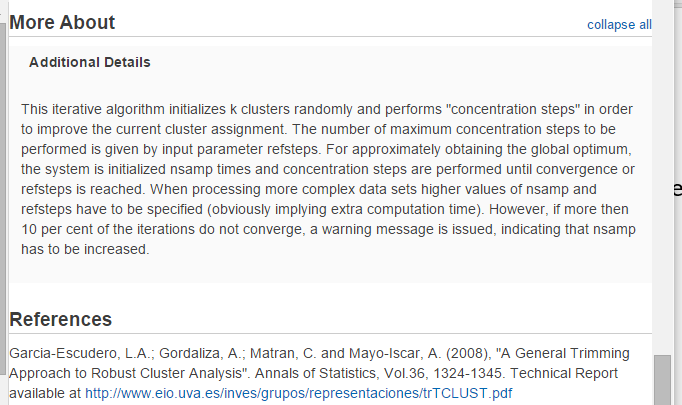 More About
collapse all
Additional Details
This iterative algorithm initializes k clusters randomly and performs "concentration steps" in order
to improve the current cluster assignment. The number of maximum concentration steps to be
performed is given by input parameter refsteps. For approximately obtaining the global optimum,
the system is initialized nsamp times and concentration steps are performed until convergence or
refsteps is reached. When processing more complex data sets higher values of nsamp and
refsteps have to be specified (obviously implying extra computation time). However, if more then
10 per cent of the iterations do not converge, a warning message is issued, indicating that nsamp
has to be increased.
e
References
Garcia-Escudero, L.A.; Gordaliza, A.; Matran, C. and Mayo-Iscar, A. (2008), "A General Trimming
Approach to Robust Cluster Analysis". Annals of Statistics, Vol.36, 1324-1345. Technical Report
available at http://www.eio.uva.es/inves/grupos/representaciones/trTCLUST.pdf